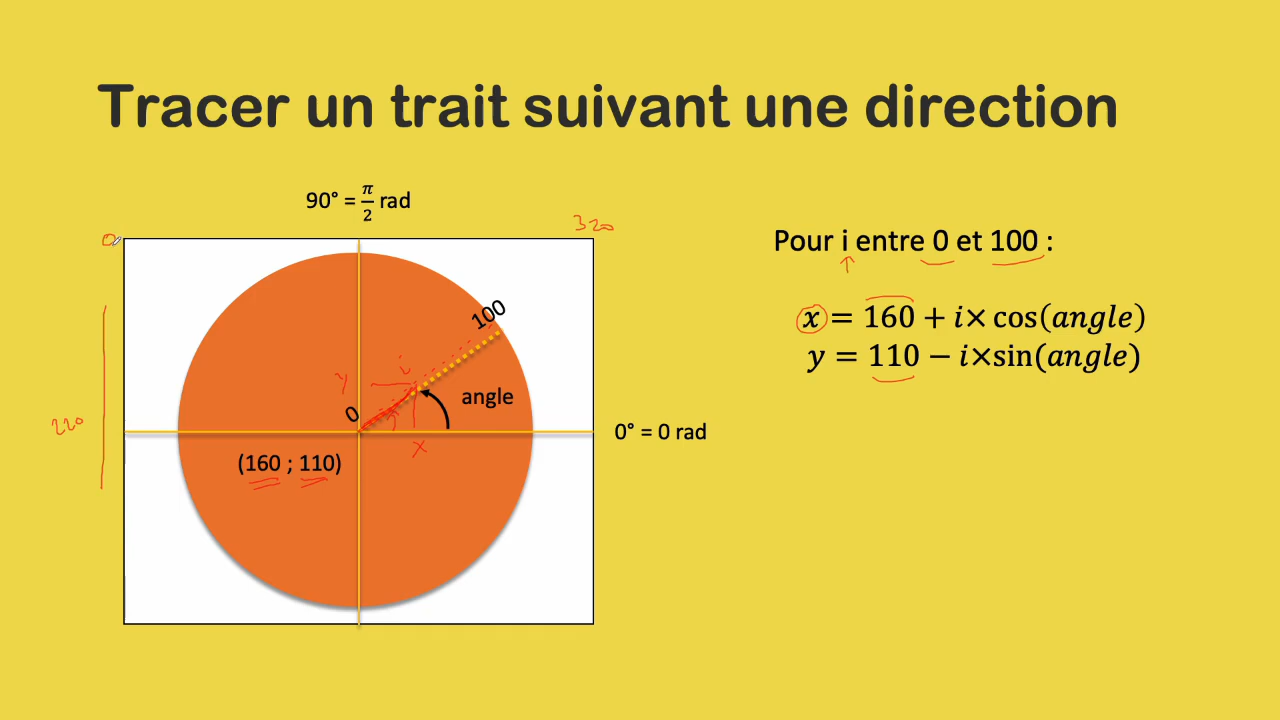 Tracer un trait suivant une direction
90° = π/2 rad
0
320
Pour i entre 0 et 100 :
x = 160 + i× cos(angle)
y = 110 − i×sin(angle)
100
i
y
angle
0
220
x
0° = 0 rad
(160 ; 110)